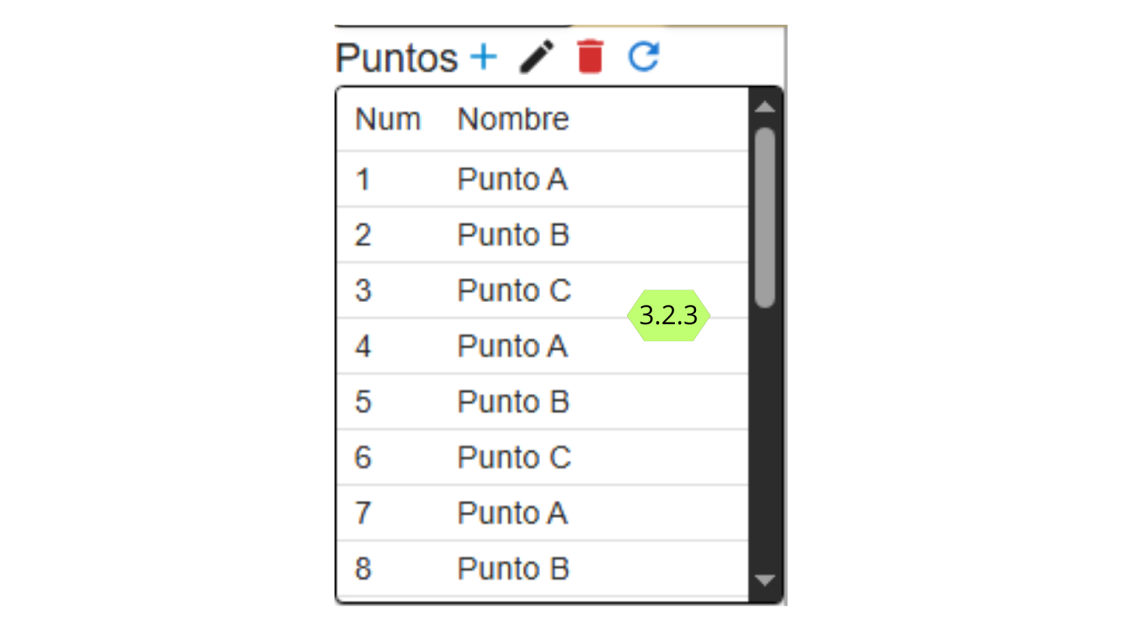 Puntos
Num Nombre
1 Punto A
2 Punto B
3 Punto C
3.2.3
4 Punto A
5 Punto B
6 Punto C
7 Punto A
8 Punto B